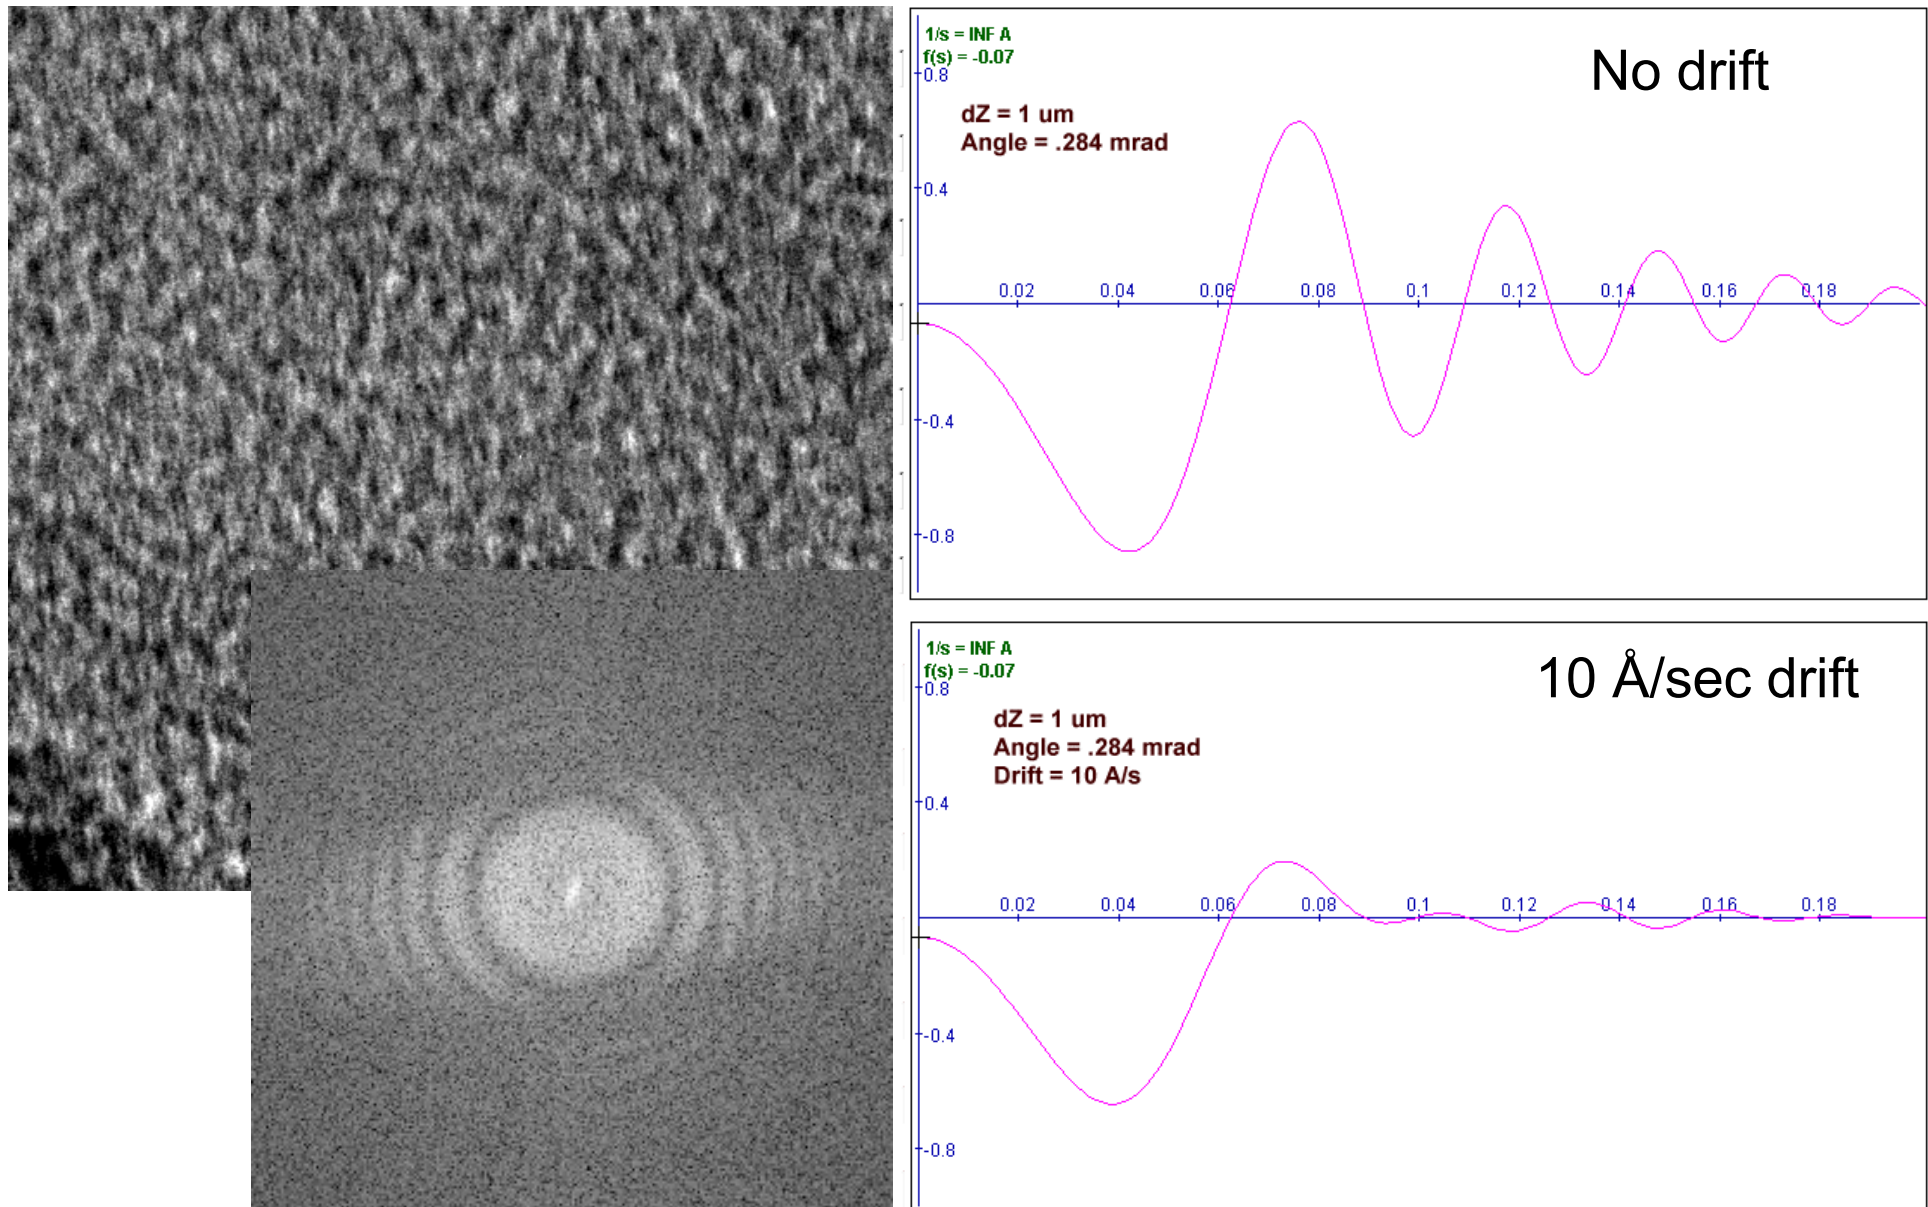 1/s = INF A
f(s) = -0.07
No drift
dZ = 1 um
Angle = .284 mrad
0.8
0.4
0.02 0.04 0.06 0.08 0.1 0.12 0.14 0.16 0.18
-0.4
-0.8
1/s = INF A
f(s) = -0.07
10 Å/sec drift
dZ = 1 um
Angle = .284 mrad
Drift = 10 A/s
0.8
0.4
0.02 0.04 0.06 0.08 0.1 0.12 0.14 0.16 0.18
-0.4
-0.8